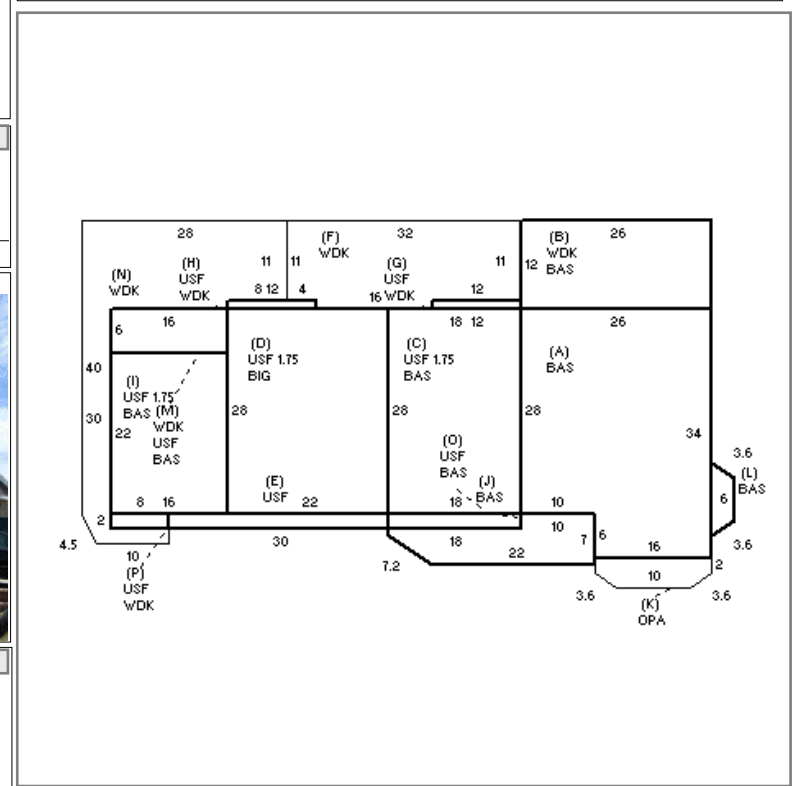 28
32
26
(F)
WDK
(B)
WDK
BAS
(H)
USF
WDK
11
11
(G)
USF
WDK
11
12
(N)
WDK
8 12
4
16
12
6
16
18 12
26
(D)
USF 1.75
BIG
(C)
USF 1.75
BAS
(A)
BAS
40
(I)
USF 1.75
BAS
(M)
WDK
USF
BAS
30
22
28
28
28
34
(O)
USF
BAS
3.6
(L)
BAS
(E)
USF
(J)
BAS
6
8
16
22
18
10
2
10
4.5
30
18
7
6
16
3.6
10
22
2
(P)
USF
WDK
7.2
10
3.6
3.6
(K)
OPA